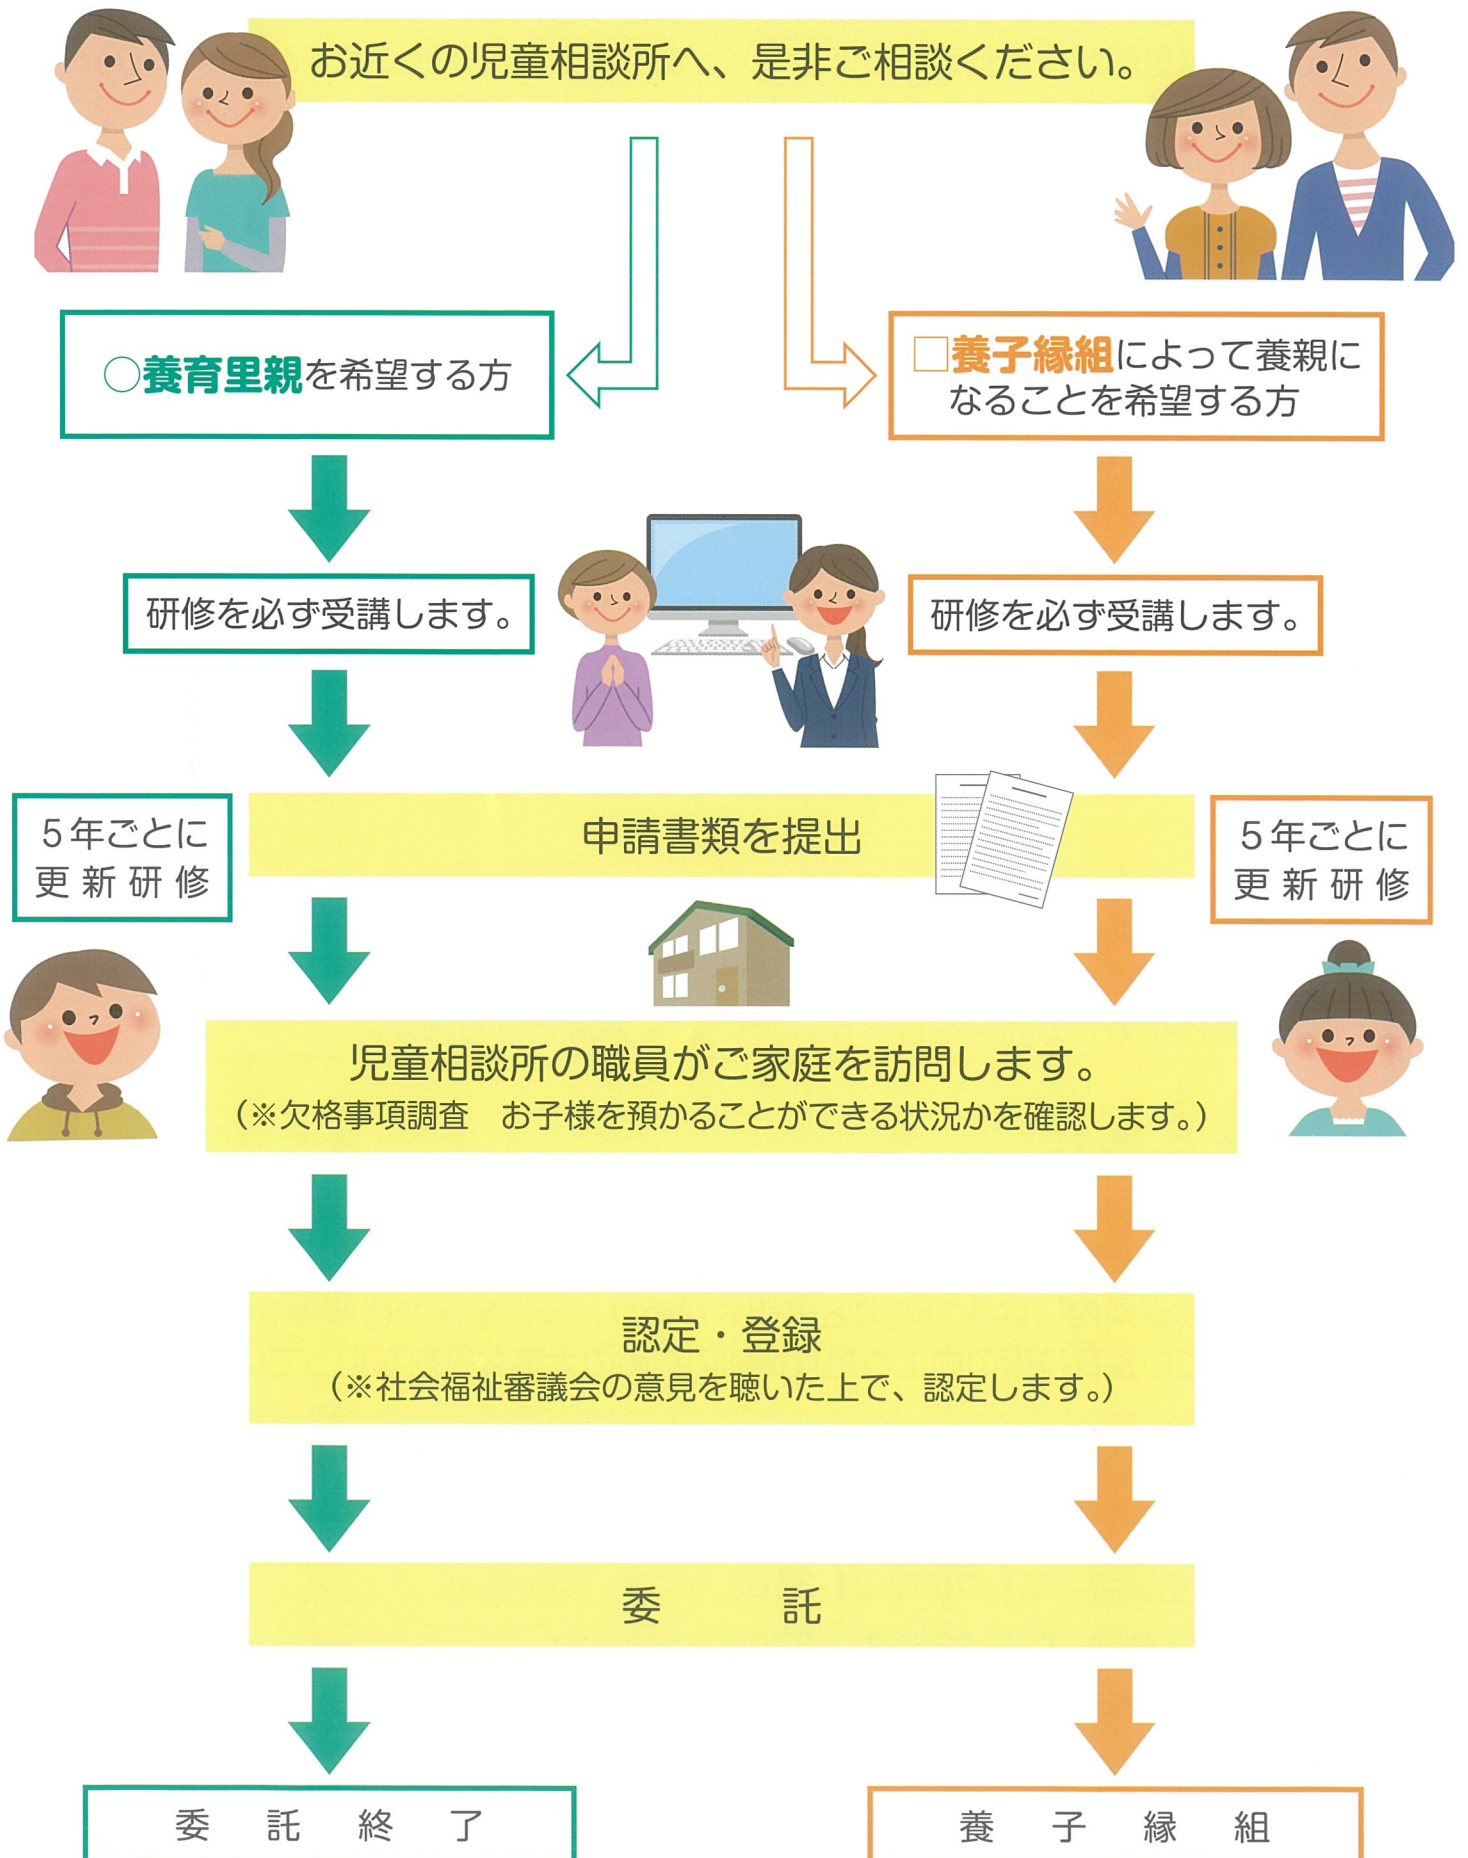 お近くの児童相談所へ、是非ご相談ください。
○養育里親を希望する方
□養子縁組によって養親に
なることを希望する方
研修を必ず受講します。
研修を必ず受講します。
5年ごとに
更新研修
申請書類を提出
5年ごとに
更新研修
児童相談所の職員がご家庭を訪問します。
(※欠格事項調査　お子様を預かることができる状況かを確認します。)
認定・登録
(※社会福祉審議会の意見を聴いた上で、認定します。)
委　　託
委　託　終　了
養　子　縁　組